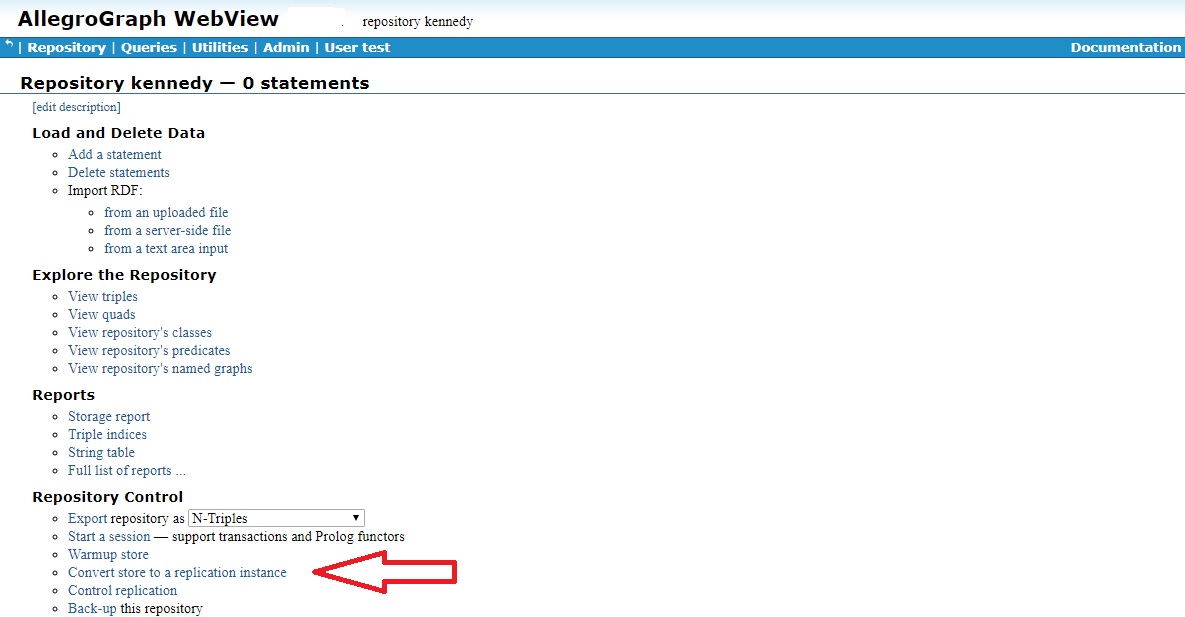 AllegroGraph WebView repository kennedy
| Repository | Queries | Utilities | Admin | User test Documentation
Repository kennedy — 0 statements
[edit description]
Load and Delete Data
Add a statement
Delete statements
Import RDF:
from an uploaded file
from a server-side file
from a text area input
Explore the Repository
View triples
View quads
View repository's classes
View repository's predicates
View repository's named graphs
Reports
Storage report
Triple indices
String table
Full list of reports ...
Repository Control
Export repository as N-Triples
Start a session — support transactions and Prolog functors
Warmup store
Convert store to a replication instance
Control replication
Back-up this repository